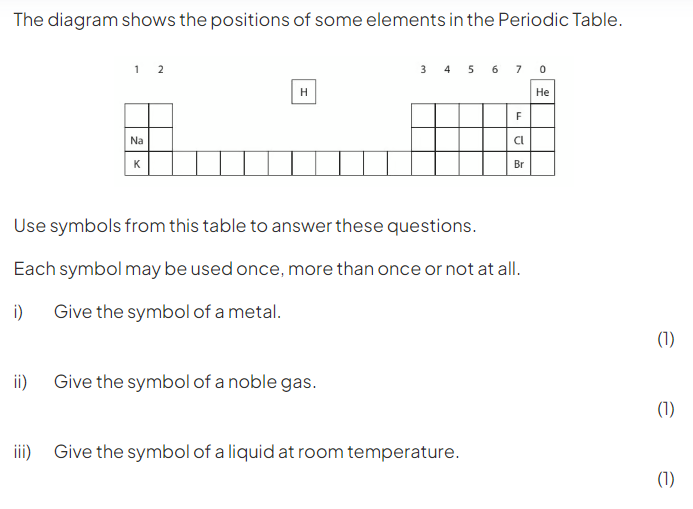 The diagram shows the positions of some elements in the Periodic Table.
1 2 3 4 5 6 7 0
H He
F
Na Cl
K Br
Use symbols from this table to answer these questions.
Each symbol may be used once, more than once or not at all.
i) Give the symbol of a metal.
(1)
ii) Give the symbol of a noble gas.
(1)
iii) Give the symbol of a liquid at room temperature.
(1)